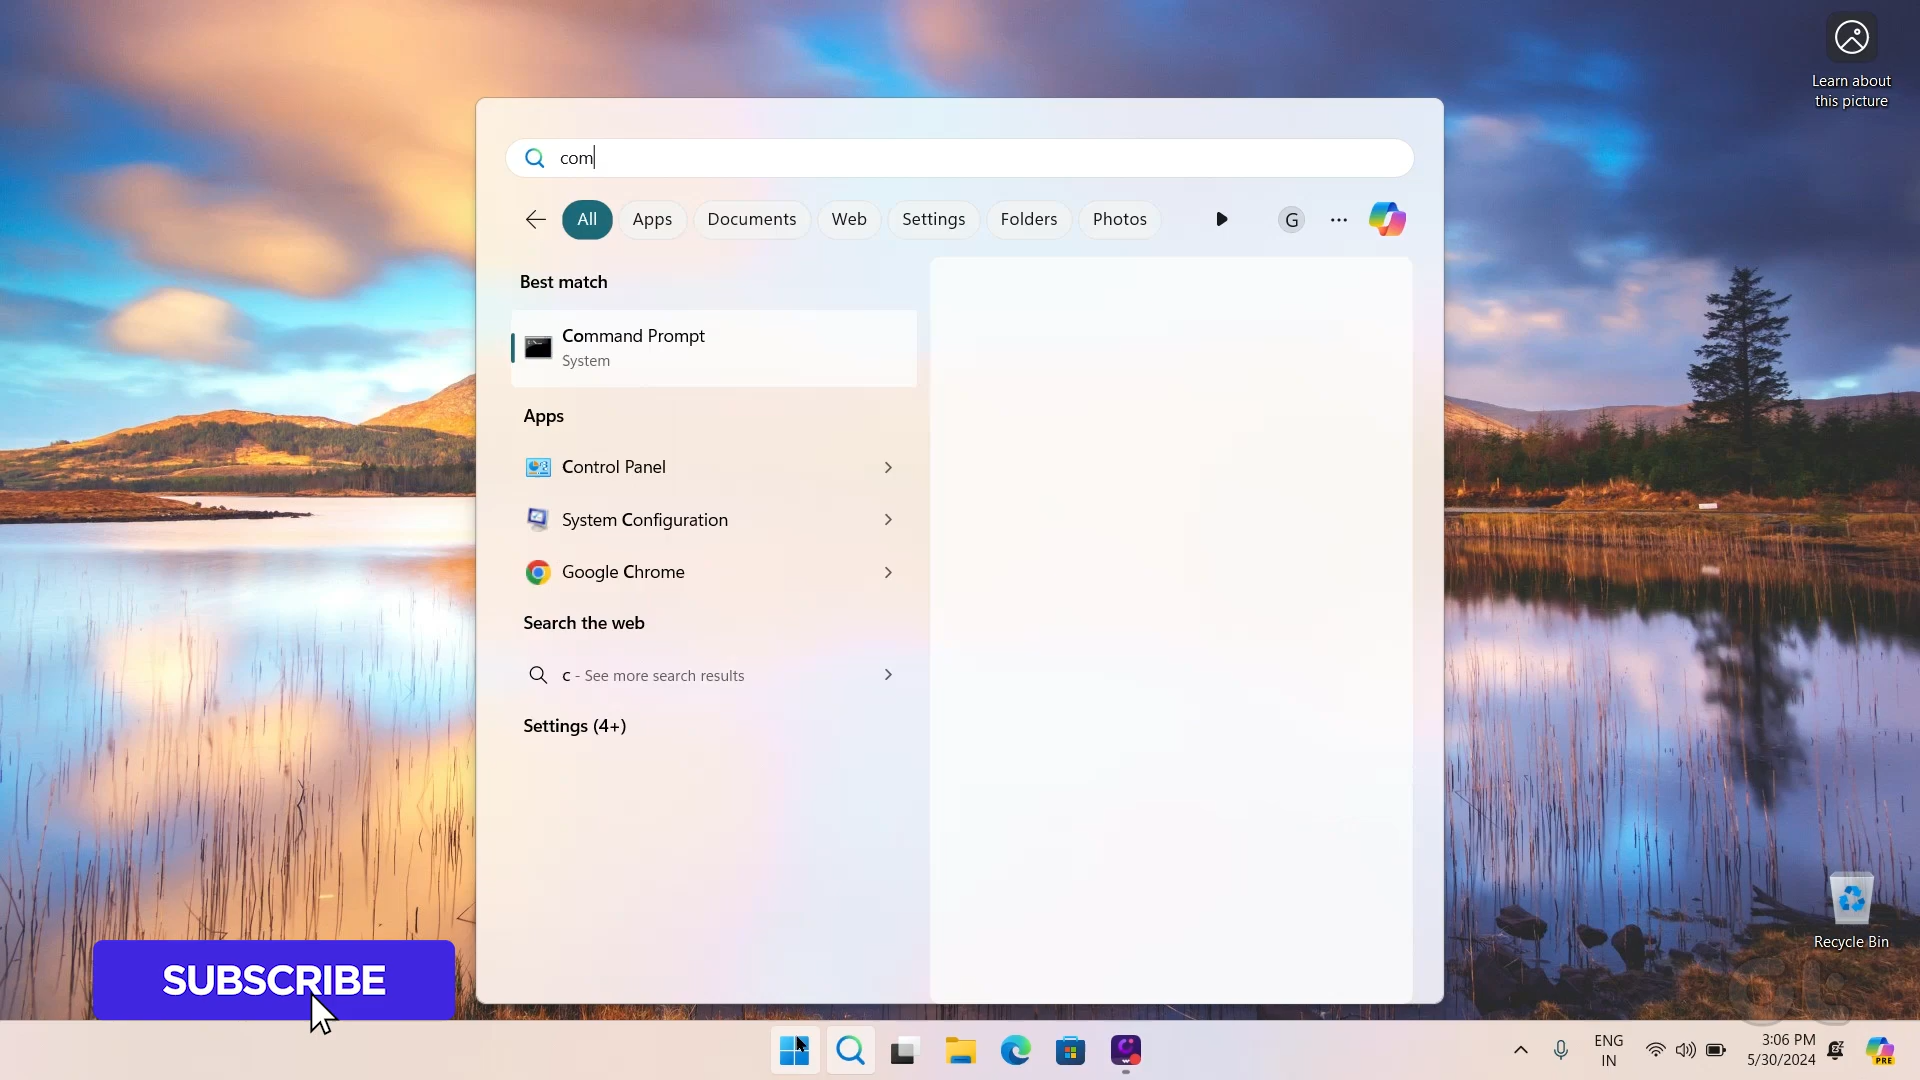 Learn about
this picture
com
All
Apps
Documents
Web
Settings
Folders
Photos
G
Best match
Command Prompt
System
Apps
Control Panel
System Configuration
Google Chrome
Search the web
c - See more search results
Settings (4+)
Recycle Bin
SUBSCRIBE
Gt
ENG
IN
3:06 PM
5/30/2024
PRE